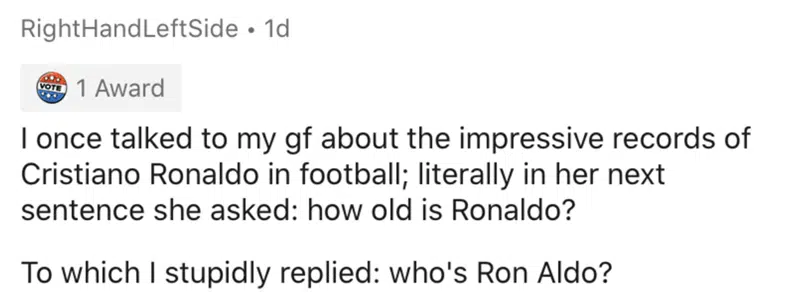 RightHandLeftSide • 1d
VOTE 1 Award
I once talked to my gf about the impressive records of
Cristiano Ronaldo in football; literally in her next
sentence she asked: how old is Ronaldo?
To which I stupidly replied: who's Ron Aldo?